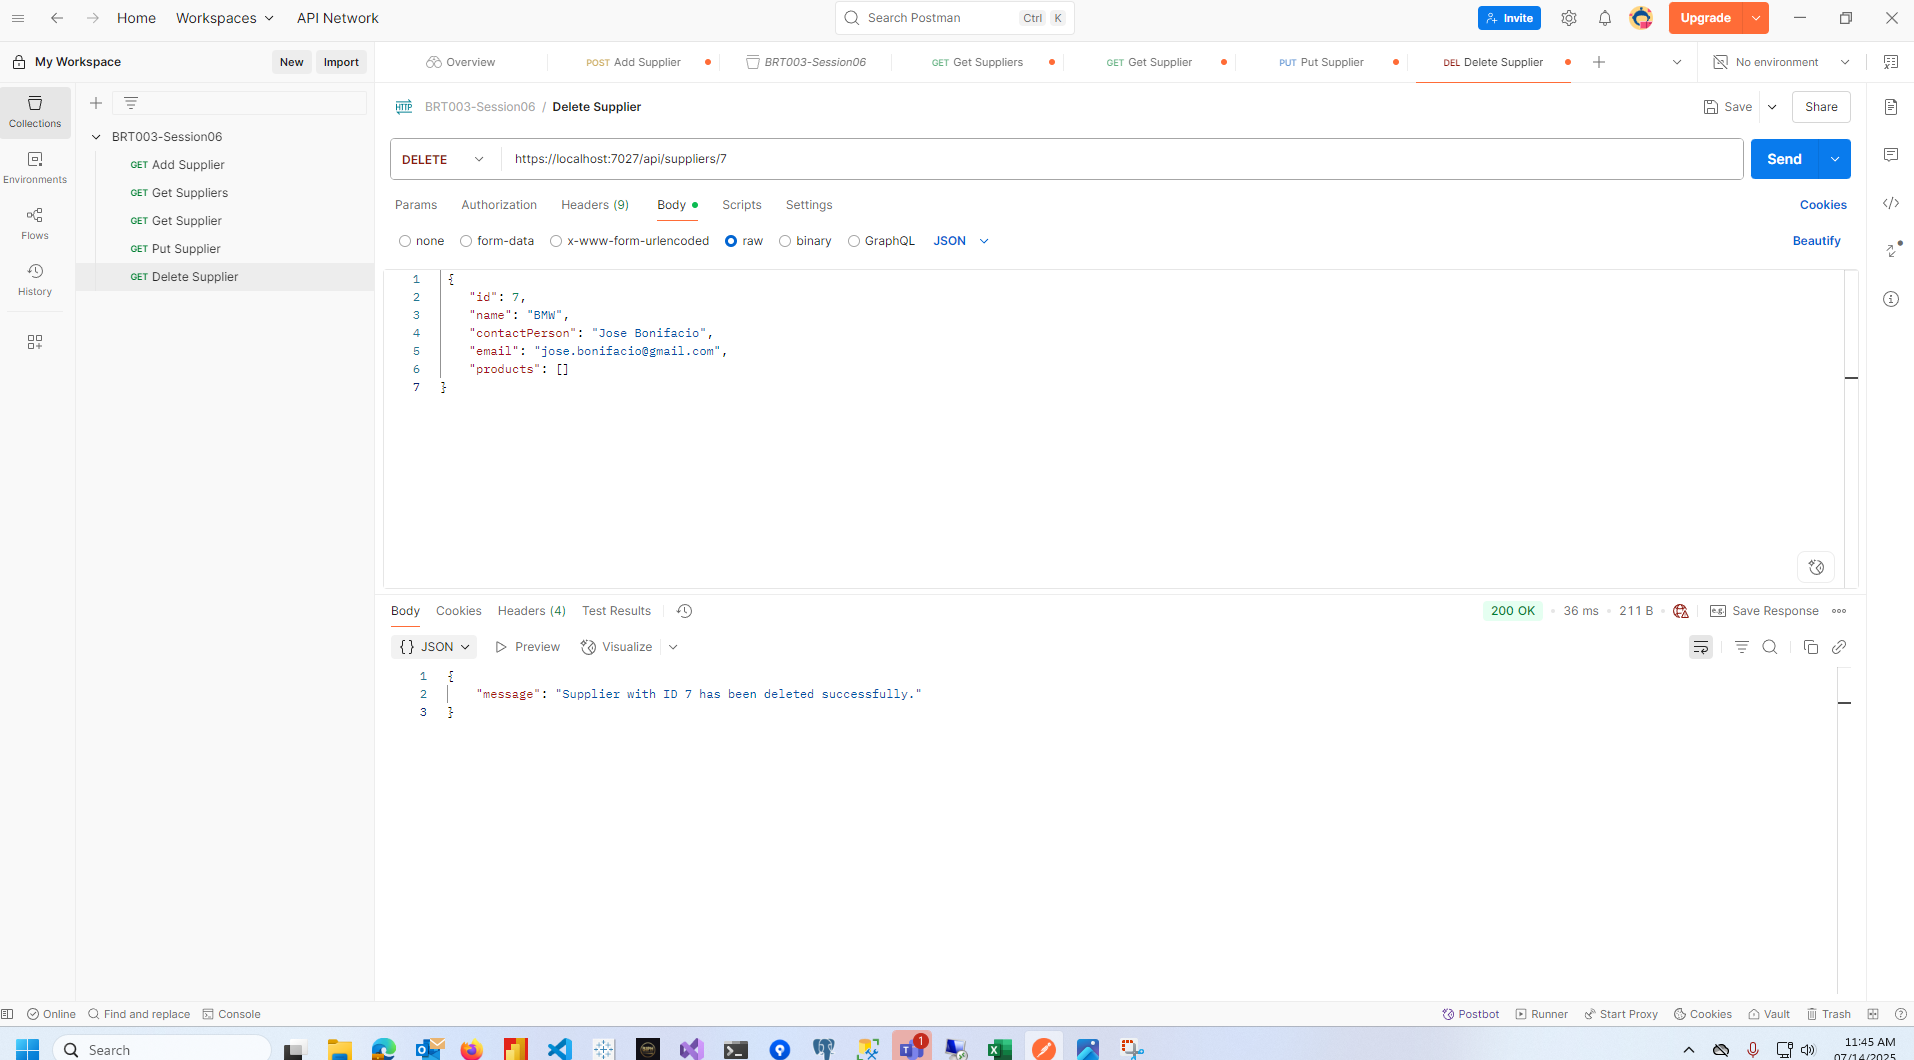 Home Workspaces API Network Search Postman Ctrl K Invite Upgrade
My Workspace New Import Overview POST Add Supplier BRT003-Session06 GET Get Suppliers GET Get Supplier PUT Put Supplier DEL Delete Supplier No environment
Collections
Environments
Flows
History
BRT003-Session06
GET Add Supplier
GET Get Suppliers
GET Get Supplier
GET Put Supplier
GET Delete Supplier
HTTP BRT003-Session06 / Delete Supplier Save Share
DELETE https://localhost:7027/api/suppliers/7 Send
Params Authorization Headers (9) Body Scripts Settings Cookies
none form-data x-www-form-urlencoded raw binary GraphQL JSON Beautify
1 {
2 "id": 7,
3 "name": "BMW",
4 "contactPerson": "Jose Bonifacio",
5 "email": "jose.bonifacio@gmail.com",
6 "products": []
7 }
Body Cookies Headers (4) Test Results 200 OK 36 ms 211 B e.g. Save Response
{} JSON Preview Visualize
1 {
2 "message": "Supplier with ID 7 has been deleted successfully."
3 }
Online Find and replace Console Postbot Runner Start Proxy Cookies Vault Trash
Search 1 11:45 AM
07/14/2025